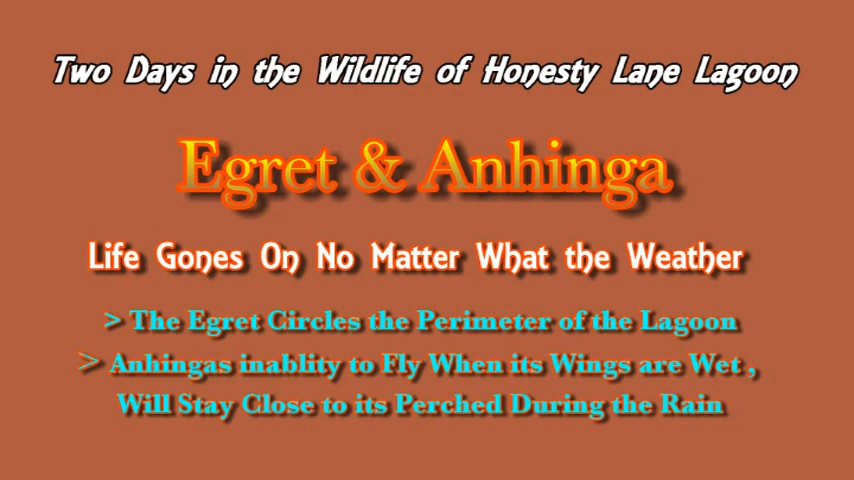 Two Days in the Wildlife of Honesty Lane Lagoon
Egret & Anhinga
Life Gones On No Matter What the Weather
> The Egret Circles the Perimeter of the Lagoon
> Anhingas inablity to Fly When its Wings are Wet ,
Will Stay Close to its Perched During the Rain